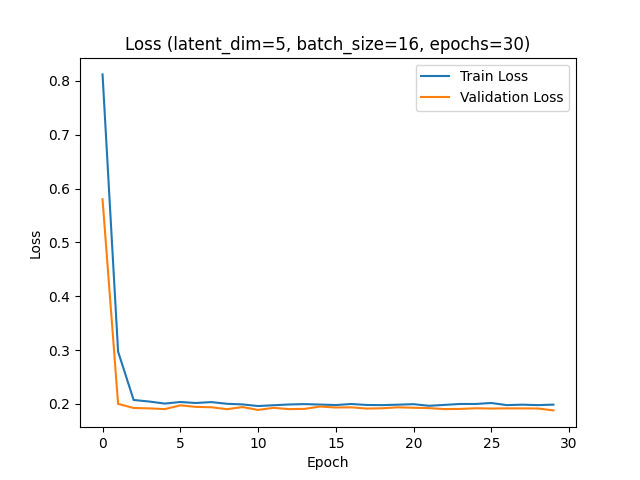 Loss (latent_dim=5, batch_size=16, epochs=30)
Train Loss
Validation Loss
0.8
0.7
0.6
0.5
0.4
0.3
0.2
Loss
0 5 10 15 20 25 30
Epoch